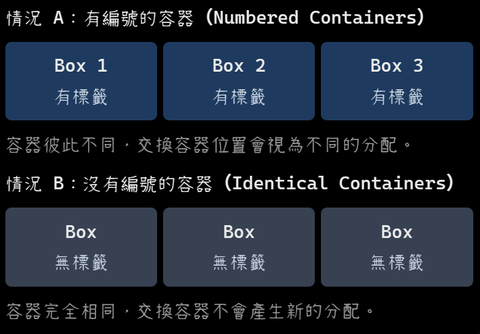 情況 A：有編號的容器 (Numbered Containers)
Box 1 Box 2 Box 3
有標籤 有標籤 有標籤
容器彼此不同，交換容器位置會視為不同的分配。
情況 B：沒有編號的容器 (Identical Containers)
Box Box Box
無標籤 無標籤 無標籤
容器完全相同，交換容器不會產生新的分配。